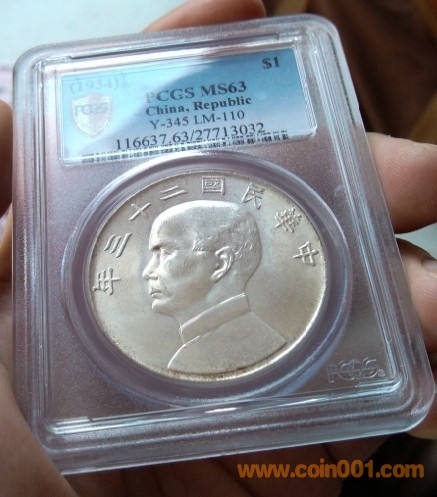 (1934)
$1
PCGS
PCGS MS63
China, Republic
Y-345 LM-110
116637.63/27713032
年三十二國民華中
PCGS
www.coin001.com